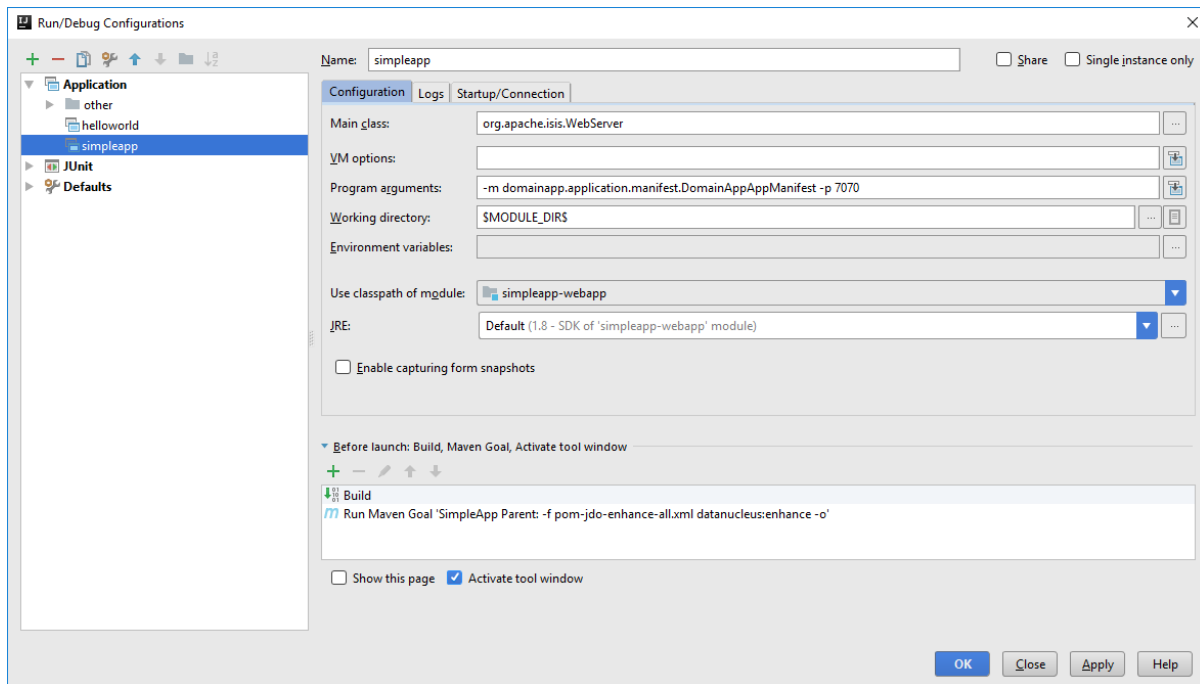 Run/Debug Configurations
Application
other
helloworld
simpleapp
JUnit
Defaults
Name: simpleapp
Share Single instance only
Configuration Logs Startup/Connection
Main class: org.apache.isis.WebServer
VM options:
Program arguments: -m domainapp.application.manifest.DomainAppAppManifest -p 7070
Working directory: $MODULE_DIR$
Environment variables:
Use classpath of module: simpleapp-webapp
JRE: Default (1.8 - SDK of 'simpleapp-webapp' module)
Enable capturing form snapshots
Before launch: Build, Maven Goal, Activate tool window
Build
Run Maven Goal 'SimpleApp Parent: -f pom-jdo-enhance-all.xml datanucleus:enhance -o'
Show this page Activate tool window
OK Close Apply Help